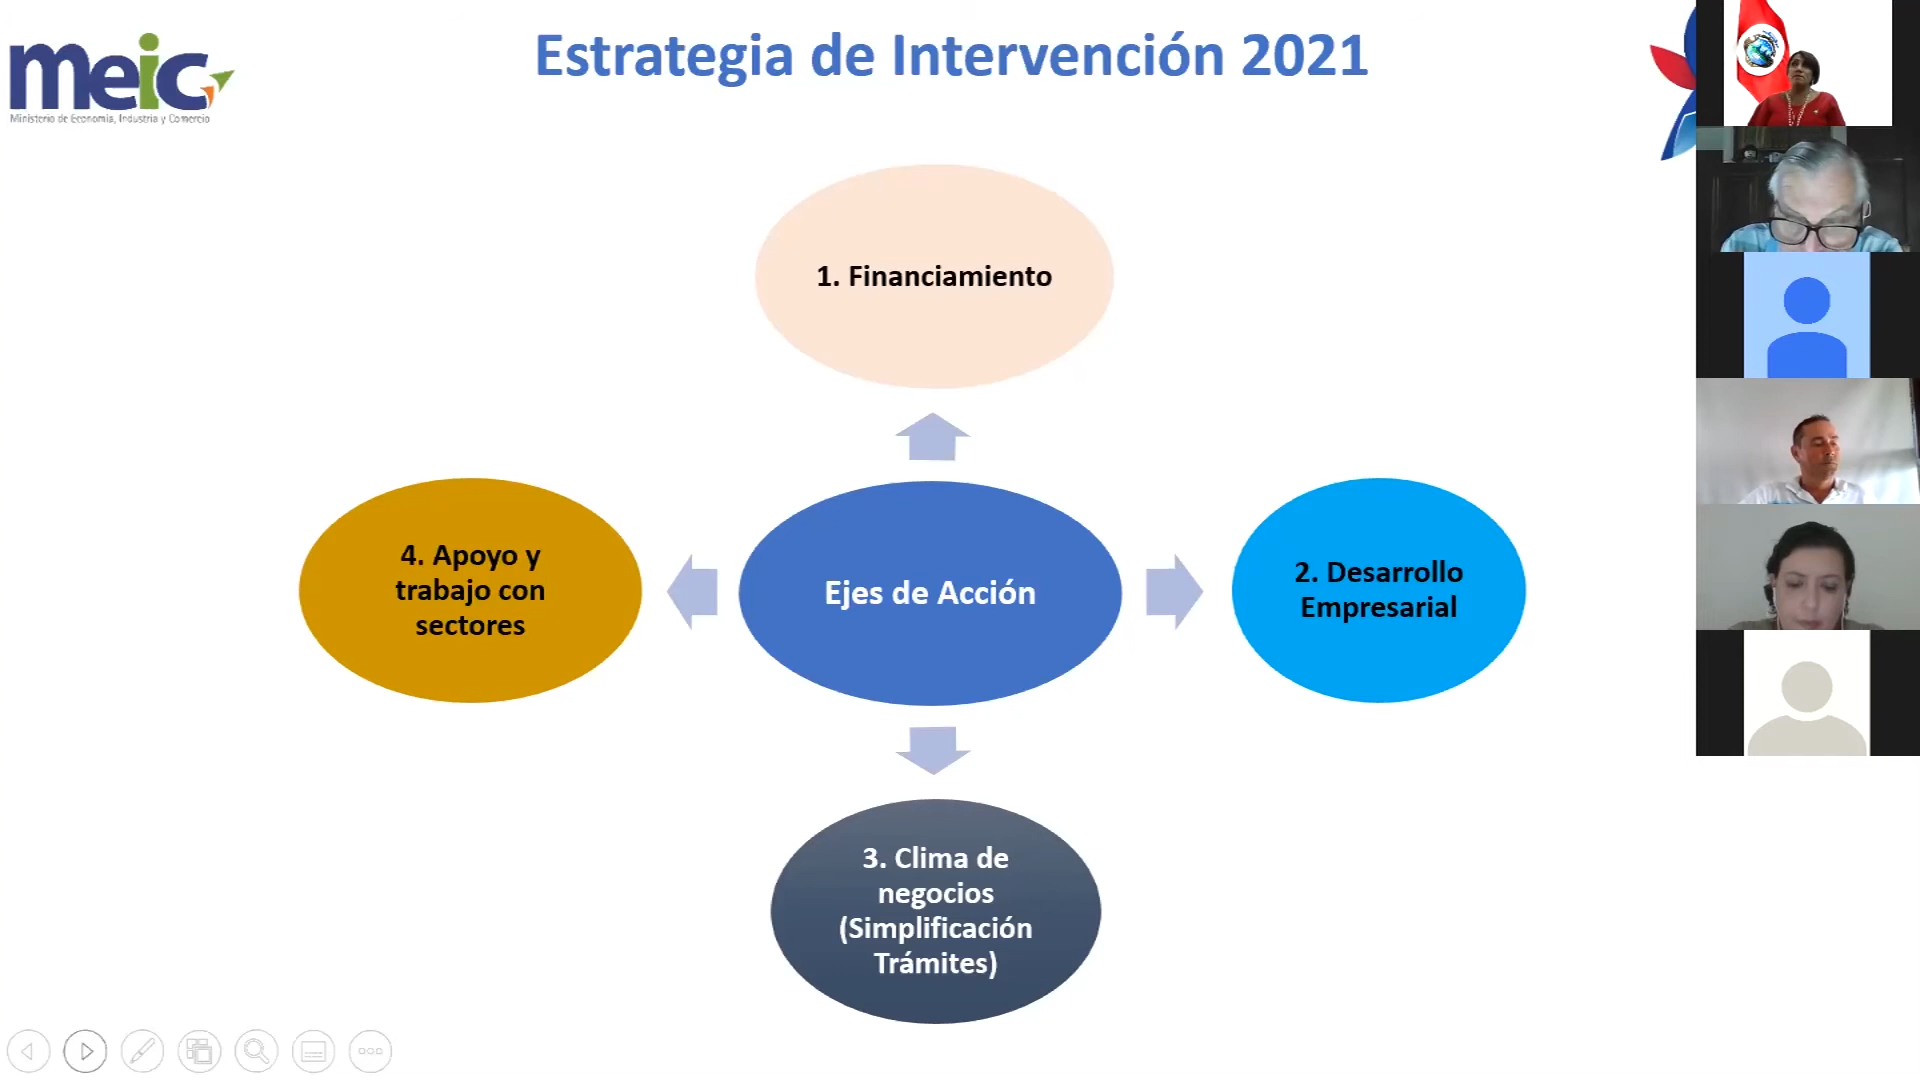 meic
Ministerio de Economía, Industria y Comercio
Estrategia de Intervención 2021
1. Financiamiento
4. Apoyo y
trabajo con
sectores
Ejes de Acción
2. Desarrollo
Empresarial
3. Clima de
negocios
(Simplificación
Trámites)